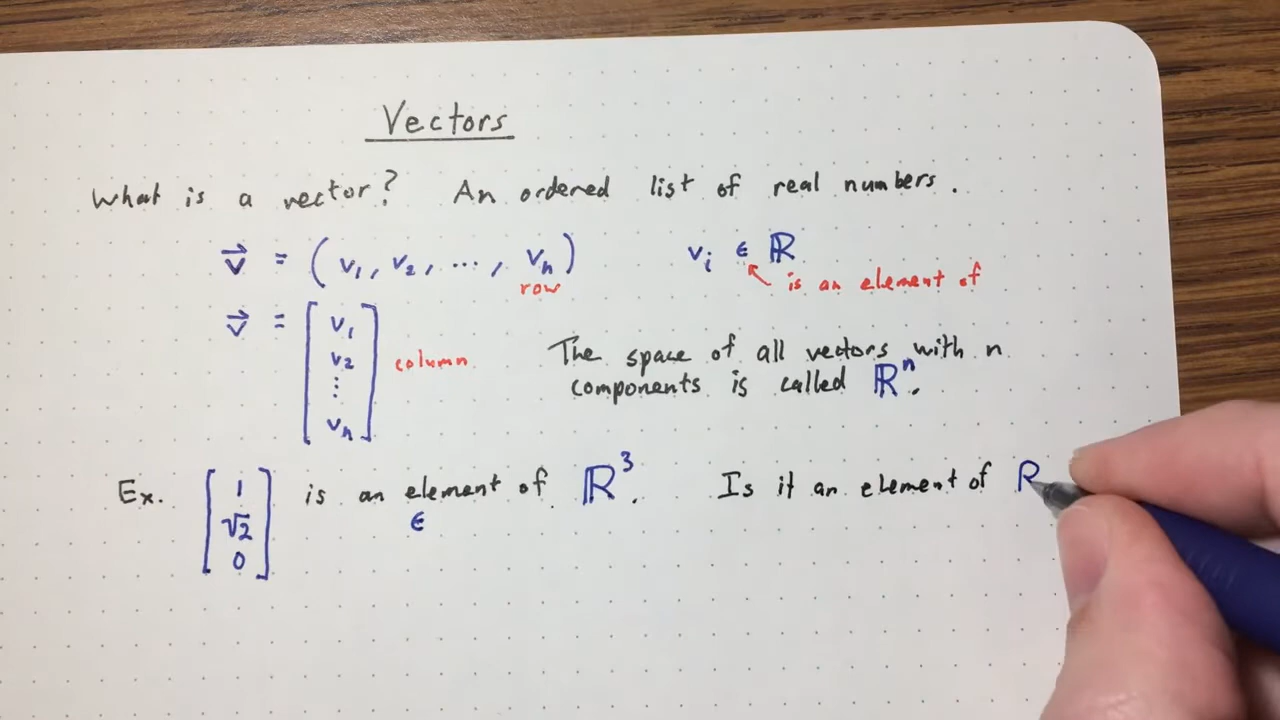 Vectors
What is a vector? An ordered list of real numbers.
v⃗ = (v₁, v₂, ..., vₙ) vᵢ ∈ ℝ
row
is an element of
v⃗ = [v₁
v₂ column
⋮
vₙ]
The space of all vectors with n
components is called ℝⁿ.
Ex. [1
√2
0] is an element of ℝ³. Is it an element of R
∈